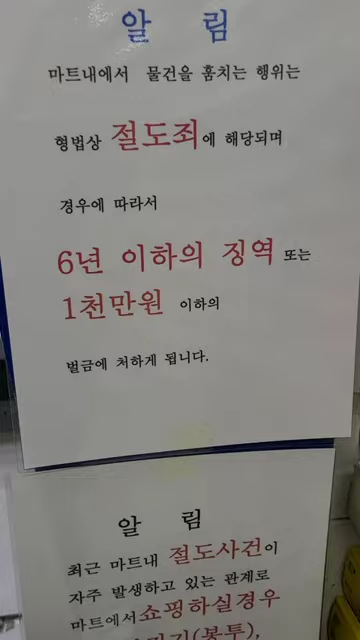 알 림
마트내에서 물건을 훔치는 행위는
형법상 절도죄에 해당되며
경우에 따라서
6년 이하의 징역 또는
1천만원 이하의
벌금에 처하게 됩니다.
알 림
최근 마트내 절도사건이
자주 발생하고 있는 관계로
마트에서쇼핑하실경우
(봉투)